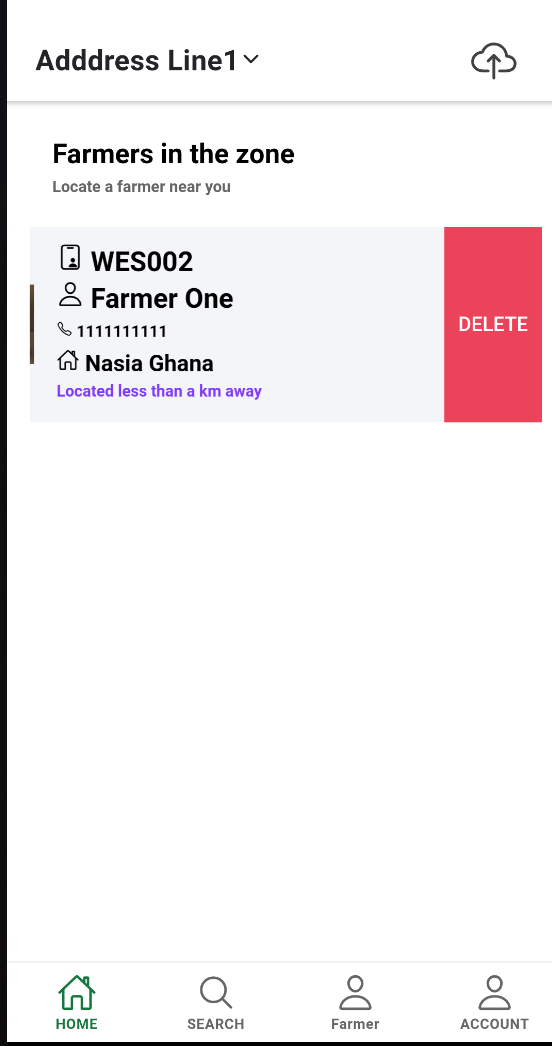 Adddress Line1
Farmers in the zone
Locate a farmer near you
WES002
Farmer One
1111111111
Nasia Ghana
Located less than a km away
DELETE
HOME
SEARCH
Farmer
ACCOUNT